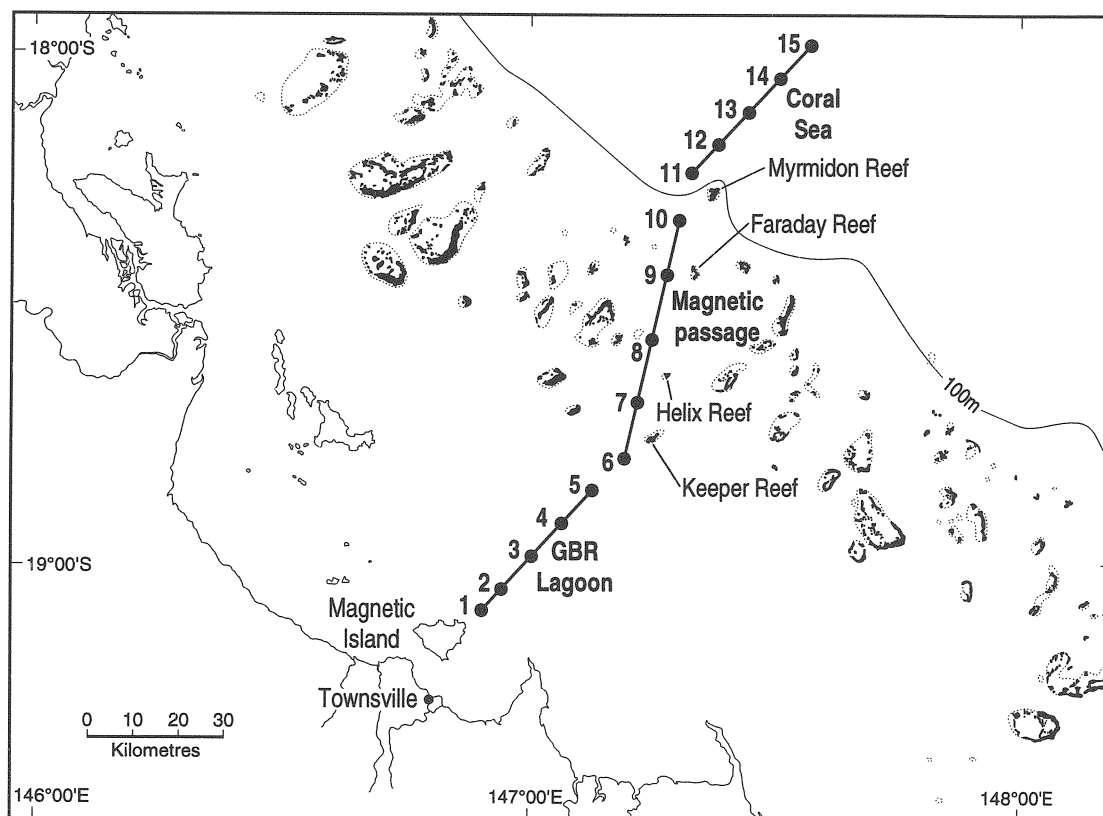 18°00'S
15
14
Coral
Sea
13
12
11
Myrmidon Reef
10
Faraday Reef
9
Magnetic
passage
8
7
Helix Reef
100m
6
Keeper Reef
5
4
3
GBR
Lagoon
19°00'S
2
1
Magnetic
Island
Townsville
0 10 20 30
Kilometres
146°00'E
147°00'E
148°00'E